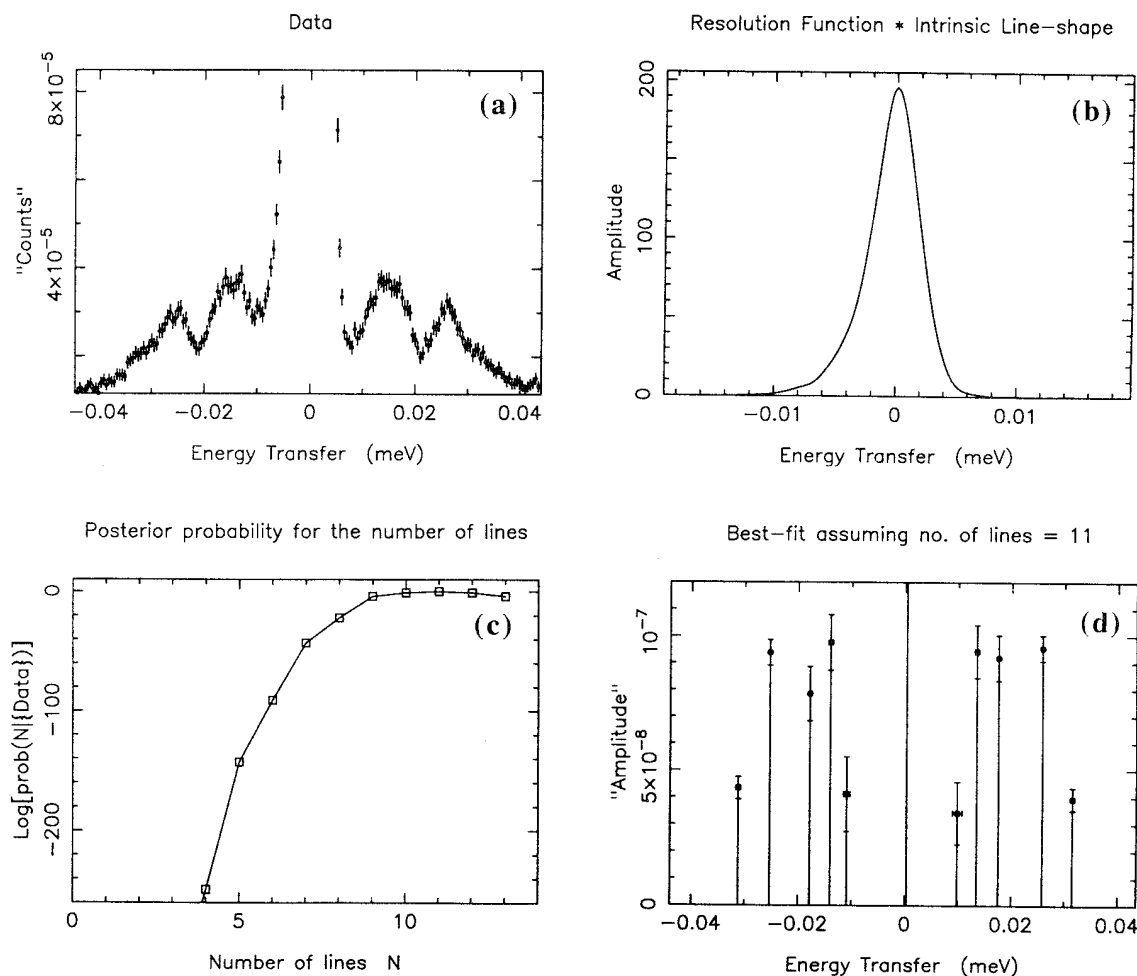 Data
(a)
8×10⁻⁵
4×10⁻⁵
"Counts"
−0.04 −0.02 0 0.02 0.04
Energy Transfer (meV)
Resolution Function * Intrinsic Line-shape
(b)
200
100
0
Amplitude
−0.01 0 0.01
Energy Transfer (meV)
Posterior probability for the number of lines
(c)
0
−100
−200
Log[prob(N|{Data})]
0 5 10
Number of lines N
Best-fit assuming no. of lines = 11
(d)
10⁻⁷
5×10⁻⁸
0
"Amplitude"
−0.04 −0.02 0 0.02 0.04
Energy Transfer (meV)